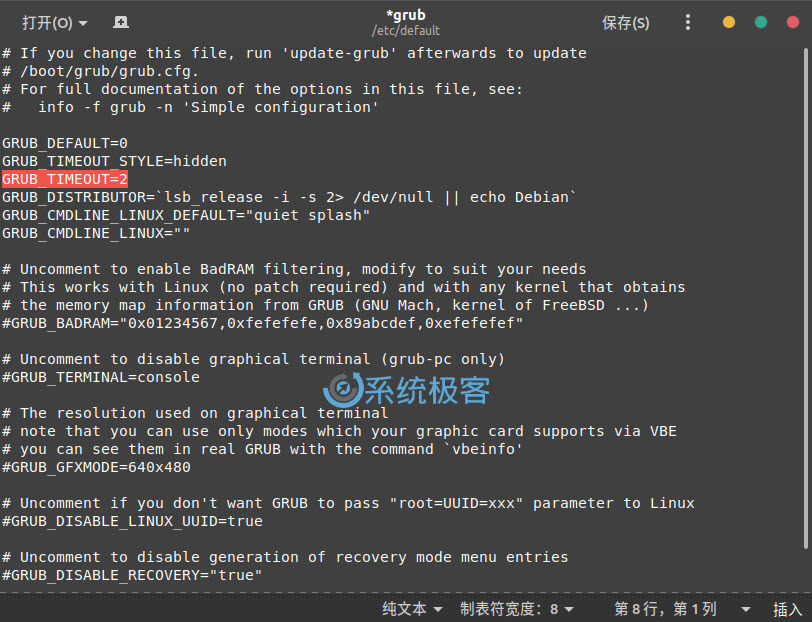 打开(O)
*grub
/etc/default
保存(S)
# If you change this file, run 'update-grub' afterwards to update
# /boot/grub/grub.cfg.
# For full documentation of the options in this file, see:
#   info -f grub -n 'Simple configuration'
GRUB_DEFAULT=0
GRUB_TIMEOUT_STYLE=hidden
GRUB_TIMEOUT=2
GRUB_DISTRIBUTOR=`lsb_release -i -s 2> /dev/null || echo Debian`
GRUB_CMDLINE_LINUX_DEFAULT="quiet splash"
GRUB_CMDLINE_LINUX=""
# Uncomment to enable BadRAM filtering, modify to suit your needs
# This works with Linux (no patch required) and with any kernel that obtains
# the memory map information from GRUB (GNU Mach, kernel of FreeBSD ...)
#GRUB_BADRAM="0x01234567,0xfefefefe,0x89abcdef,0xefefefef"
# Uncomment to disable graphical terminal (grub-pc only)
#GRUB_TERMINAL=console
系统极客
# The resolution used on graphical terminal
# note that you can use only modes which your graphic card supports via VBE
# you can see them in real GRUB with the command `vbeinfo'
#GRUB_GFXMODE=640x480
# Uncomment if you don't want GRUB to pass "root=UUID=xxx" parameter to Linux
#GRUB_DISABLE_LINUX_UUID=true
# Uncomment to disable generation of recovery mode menu entries
#GRUB_DISABLE_RECOVERY="true"
纯文本 制表符宽度：8 第 8 行，第 1 列 插入